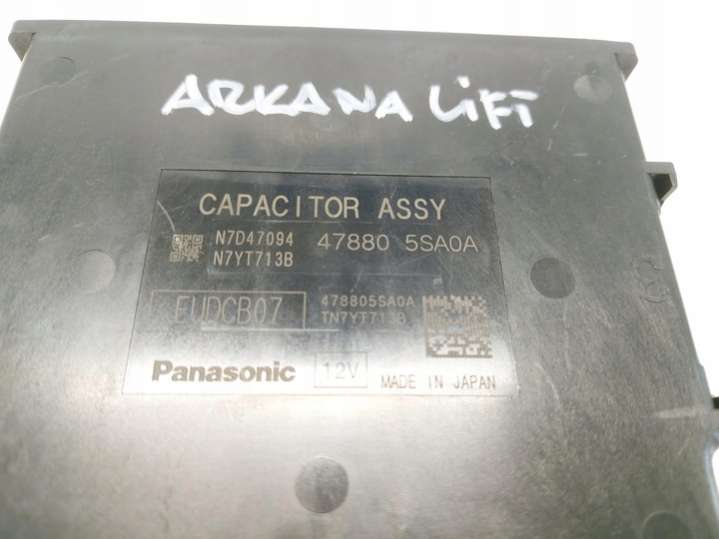 ARKANA LIFT
CAPACITOR ASSY
N7D47094 47880 5SA0A
N7YT713B
EUDCB07 478805SA0A
TN7YT713B
Panasonic 12V MADE IN JAPAN